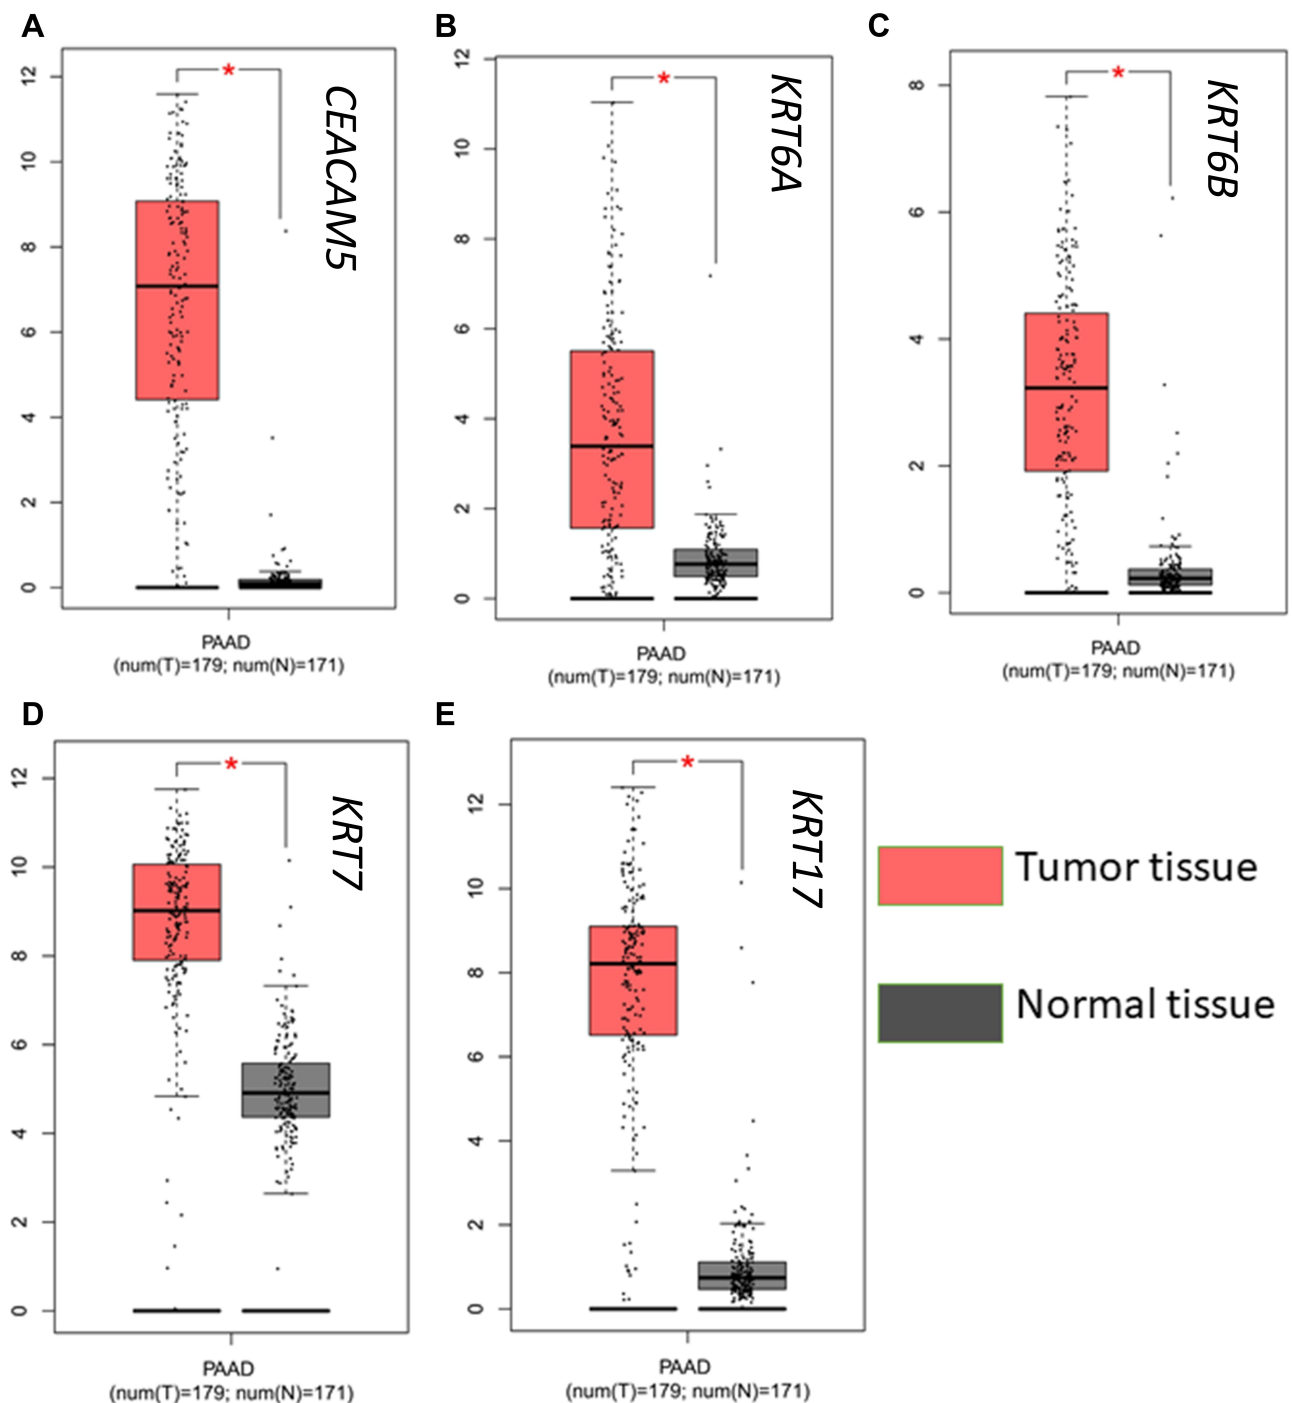 A
12
10
8
6
4
2
0
*
CEACAM5
PAAD
(num(T)=179; num(N)=171)
B
12
10
8
6
4
2
0
*
KRT6A
PAAD
(num(T)=179; num(N)=171)
C
8
6
4
2
0
*
KRT6B
PAAD
(num(T)=179; num(N)=171)
D
12
10
8
6
4
2
0
*
KRT7
PAAD
(num(T)=179; num(N)=171)
E
12
10
8
6
4
2
0
*
KRT17
PAAD
(num(T)=179; num(N)=171)
Tumor tissue
Normal tissue